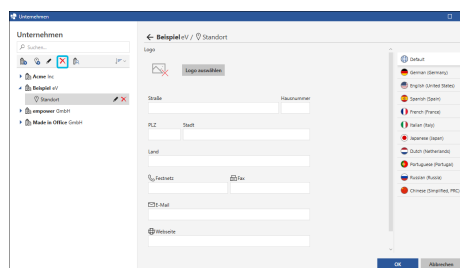 Unternehmen
Unternehmen
Suchen...
Acme Inc
Beispiel eV
Standort
empower GmbH
Made in Office GmbH
Beispiel eV / Standort
Logo
Logo auswählen
Straße Hausnummer
PLZ Stadt
Land
Festnetz Fax
E-Mail
Webseite
Default
German (Germany)
English (United States)
Spanish (Spain)
French (France)
Italian (Italy)
Japanese (Japan)
Dutch (Netherlands)
Portuguese (Portugal)
Russian (Russia)
Chinese (Simplified, PRC)
OK Abbrechen